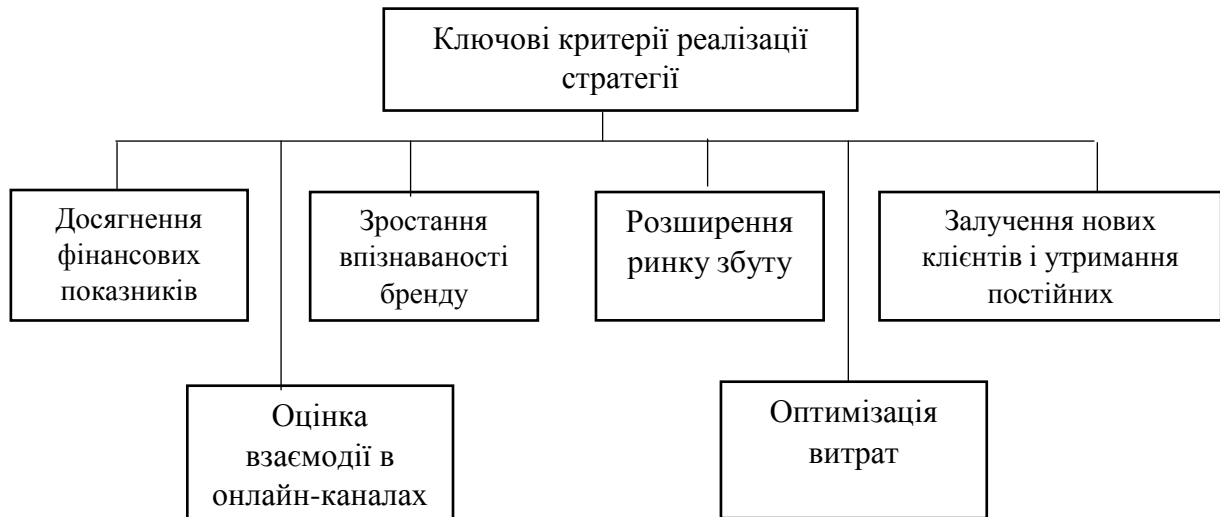 Ключові критерії реалізації
стратегії
Досягнення
фінансових
показників
Зростання
впізнаваності
бренду
Розширення
ринку збуту
Залучення нових
клієнтів і утримання
постійних
Оцінка
взаємодії в
онлайн-каналах
Оптимізація
витрат